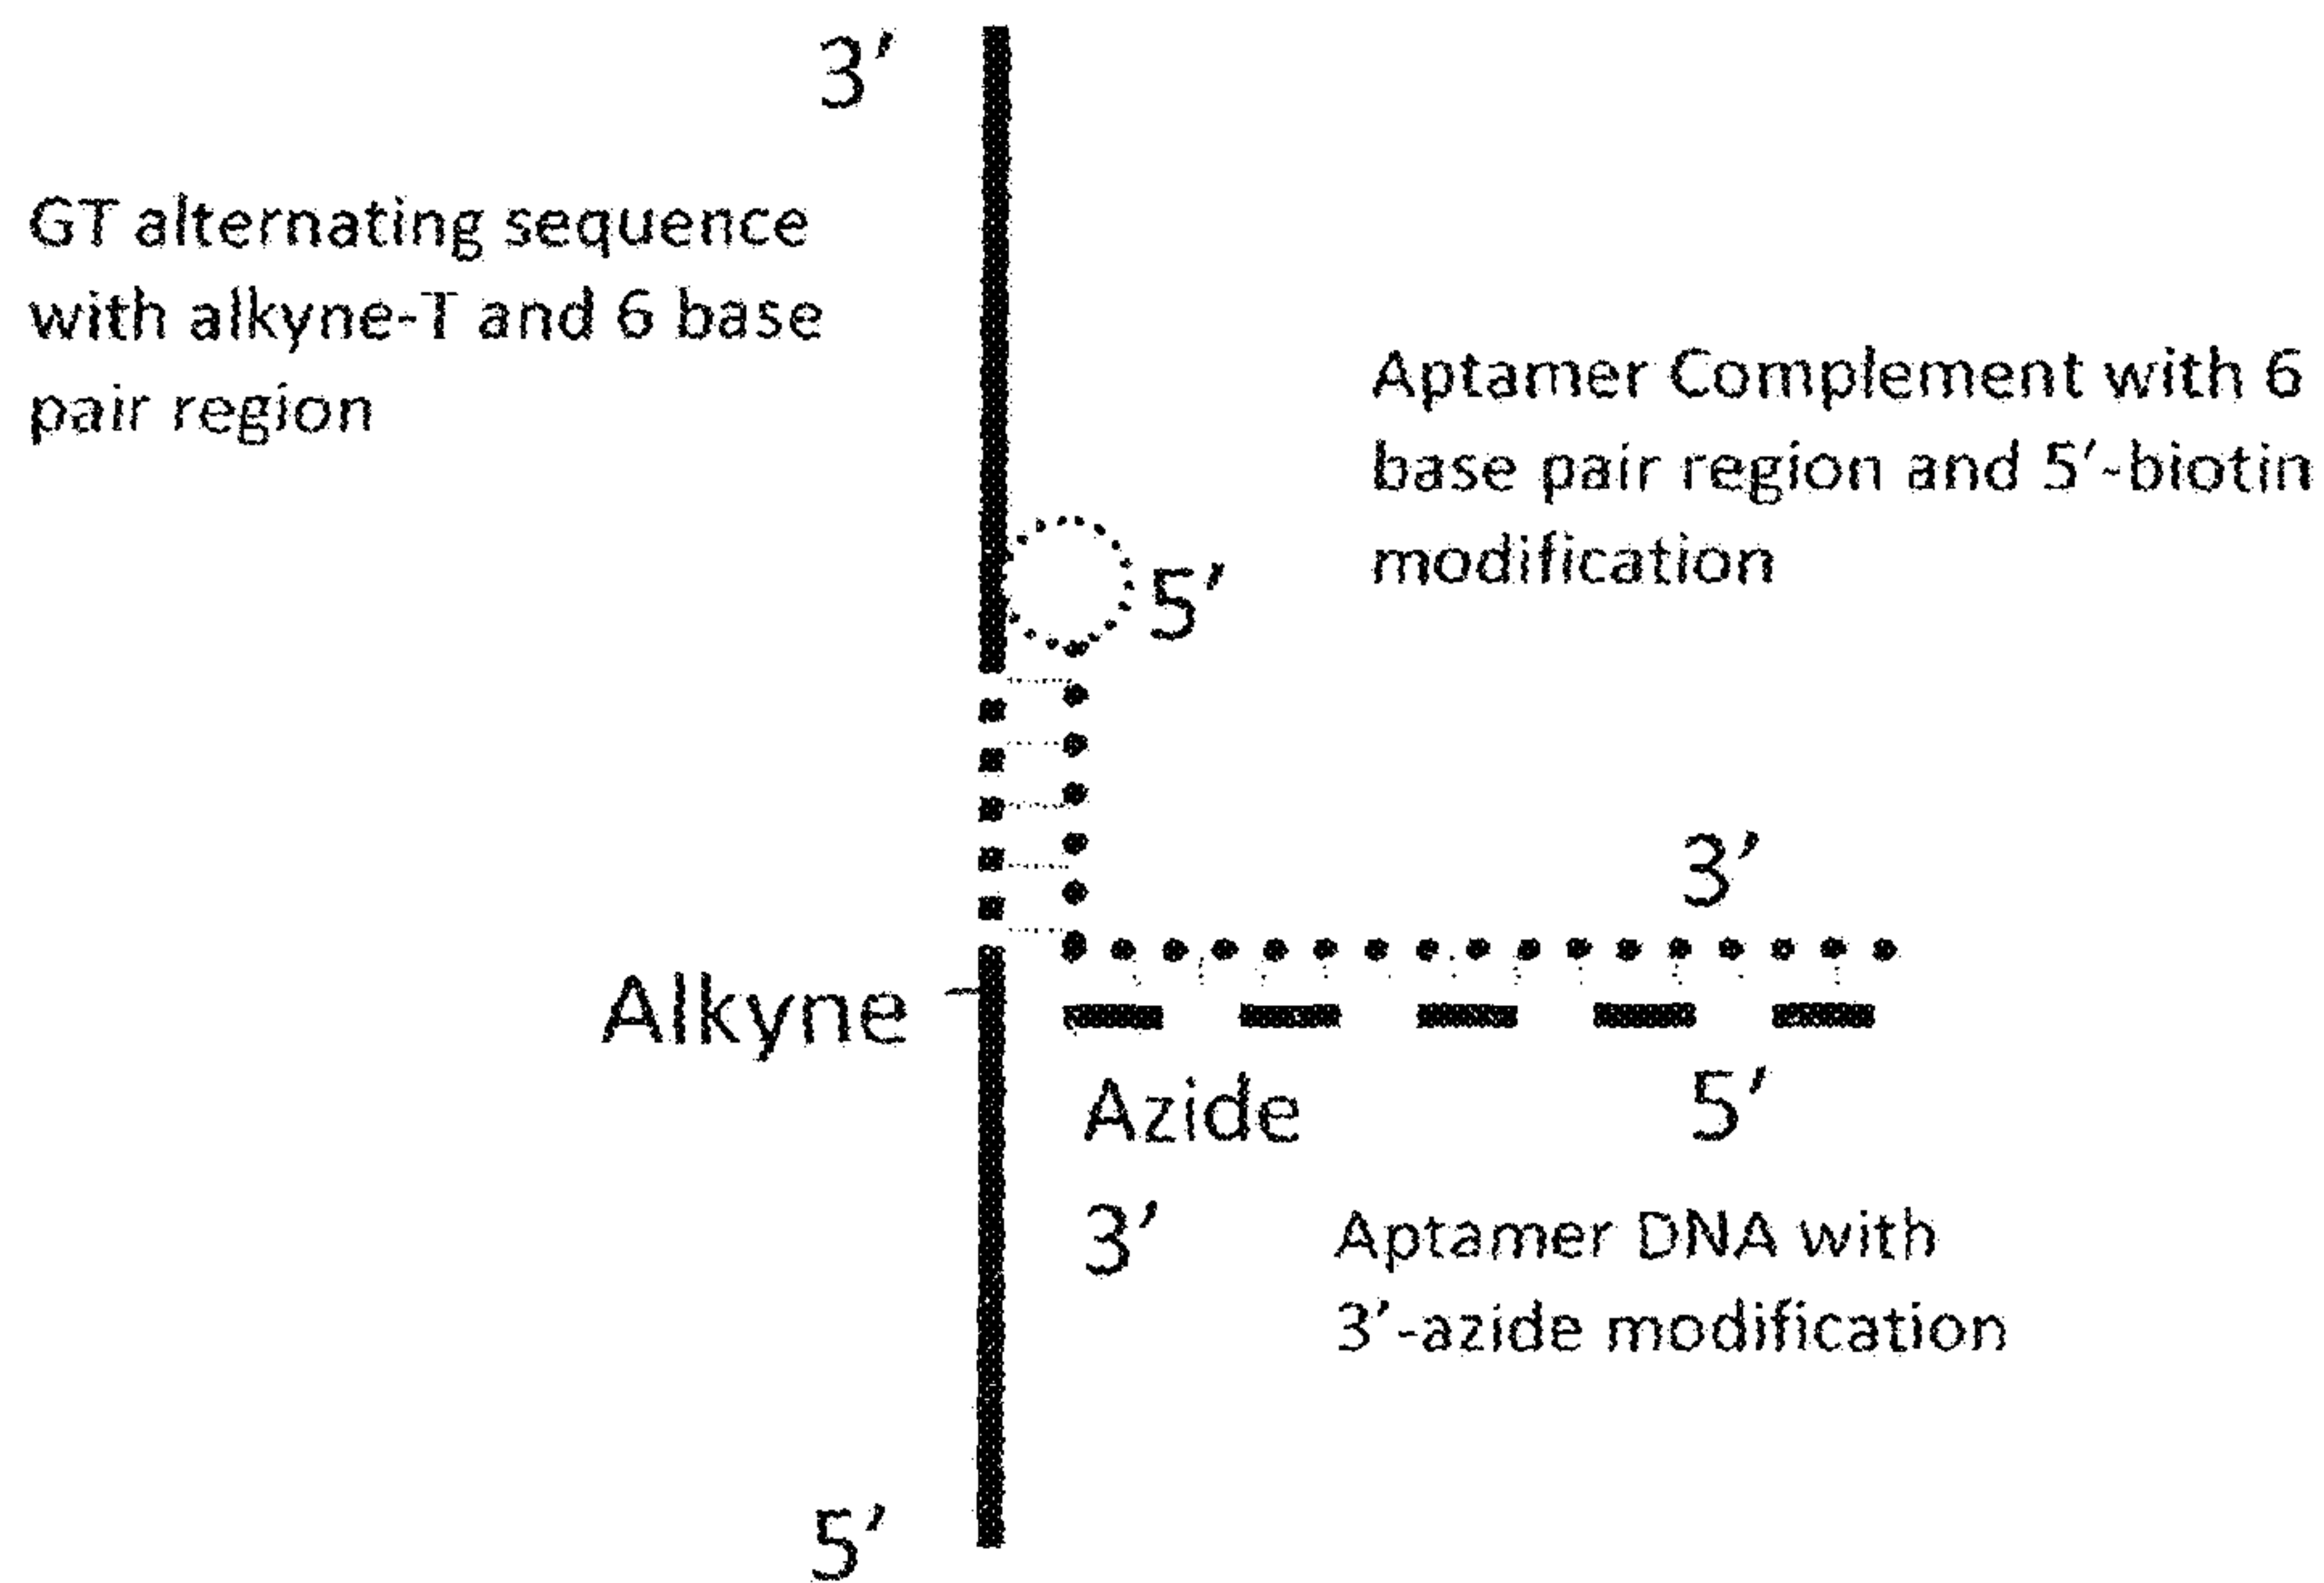 3′
GT alternating sequence
with alkyne-T and 6 base
pair region
Aptamer Complement with 6
base pair region and 5′-biotin
modification
5′
3′
Alkyne
Azide
5′
3′
Aptamer DNA with
3′-azide modification
5′